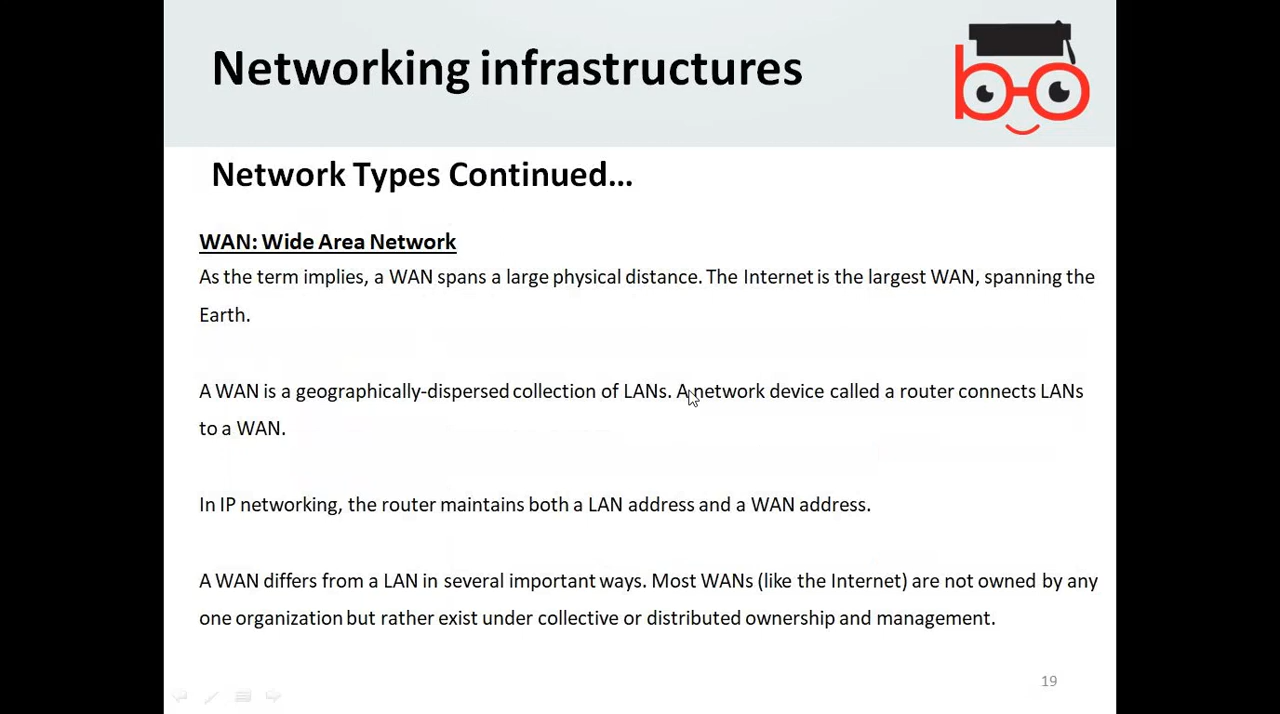 Networking infrastructures
Network Types Continued...
WAN: Wide Area Network
As the term implies, a WAN spans a large physical distance. The Internet is the largest WAN, spanning the
Earth.
A WAN is a geographically-dispersed collection of LANs. A network device called a router connects LANs
to a WAN.
In IP networking, the router maintains both a LAN address and a WAN address.
A WAN differs from a LAN in several important ways. Most WANs (like the Internet) are not owned by any
one organization but rather exist under collective or distributed ownership and management.
19